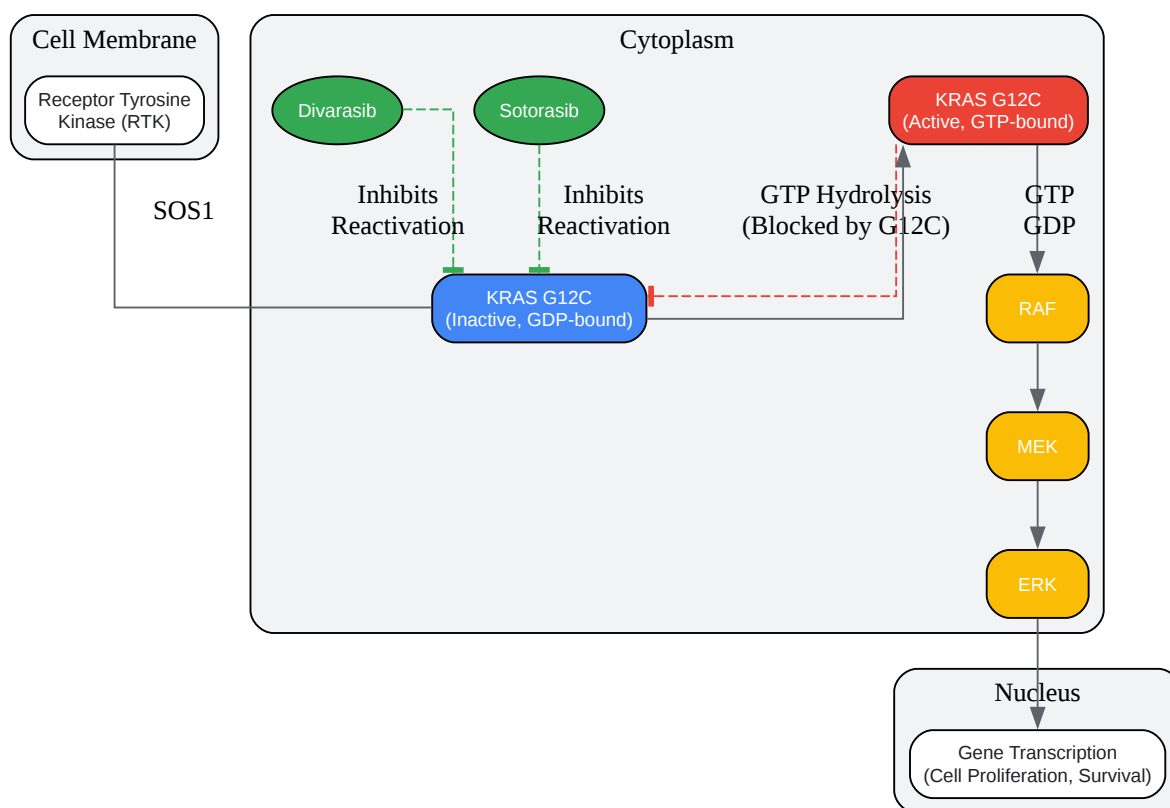 Cell Membrane
Receptor Tyrosine
Kinase (RTK)
SOS1
Cytoplasm
Divarasib
Sotorasib
KRAS G12C
(Active, GTP-bound)
Inhibits
Reactivation
Inhibits
Reactivation
GTP Hydrolysis
(Blocked by G12C)
GTP
GDP
KRAS G12C
(Inactive, GDP-bound)
RAF
MEK
ERK
Nucleus
Gene Transcription
(Cell Proliferation, Survival)